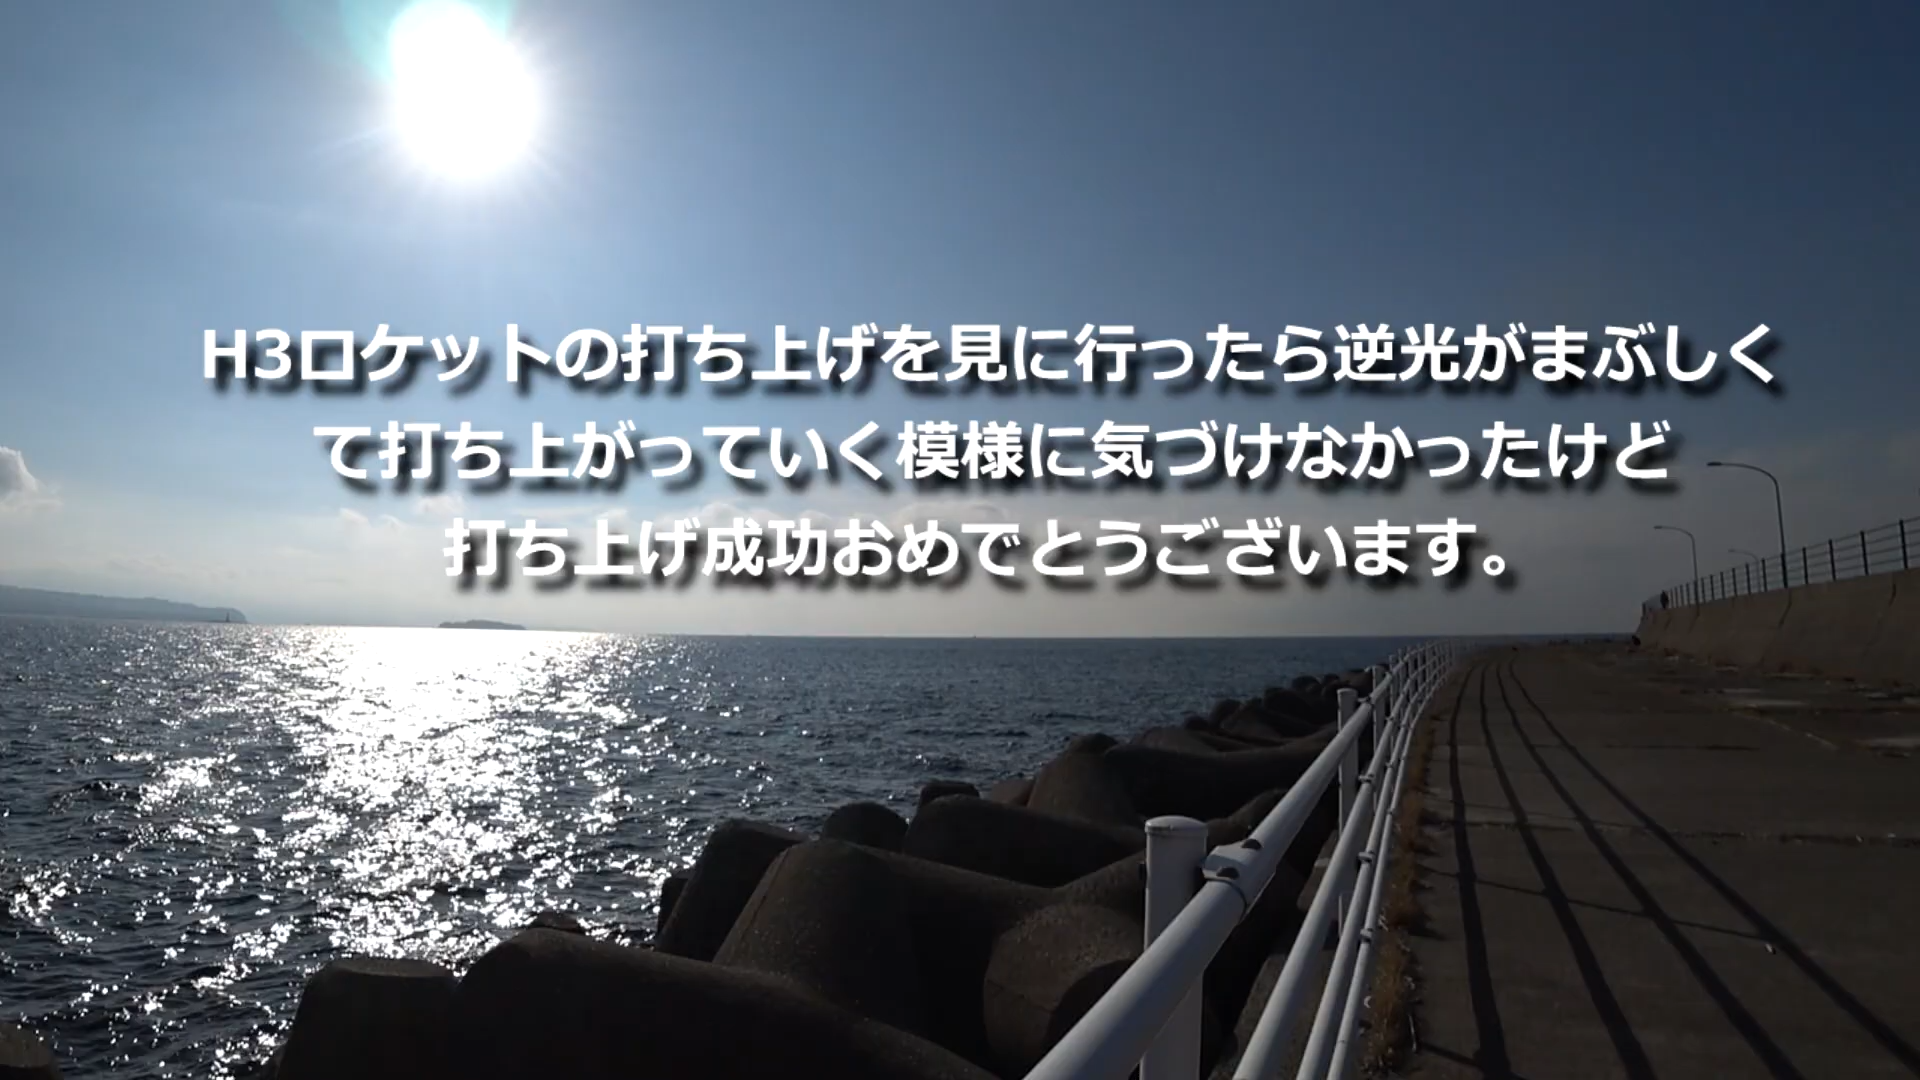 H3ロケットの打ち上げを見に行ったら逆光がまぶしく
て打ち上がっていく模様に気づけなかったけど
打ち上げ成功おめでとうございます。